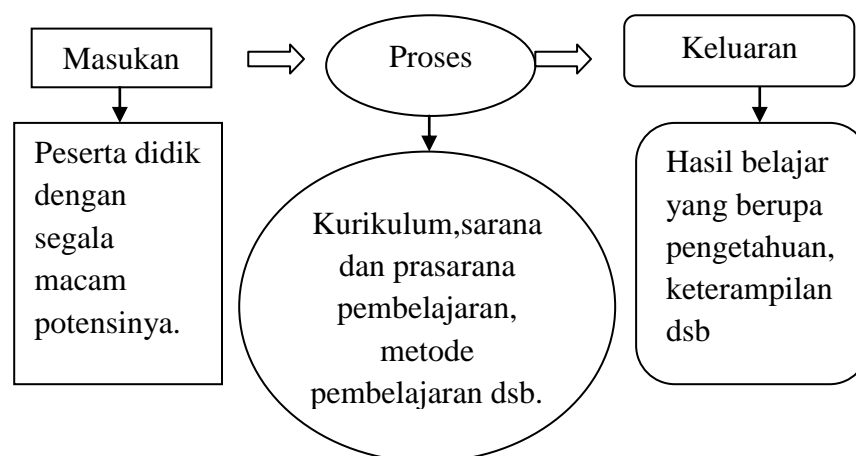 Masukan
Proses
Keluaran
Peserta didik
dengan
segala
macam
potensinya.
Kurikulum,sarana
dan prasarana
pembelajaran,
metode
pembelajaran dsb.
Hasil belajar
yang berupa
pengetahuan,
keterampilan
dsb